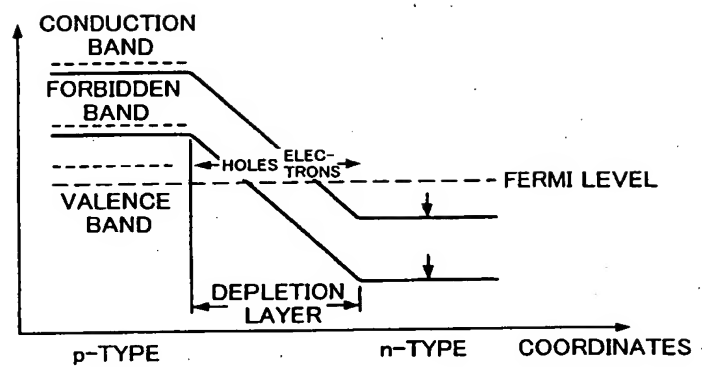 CONDUCTION
BAND
FORBIDDEN
BAND
HOLES
ELEC-
TRONS
FERMI LEVEL
VALENCE
BAND
DEPLETION
LAYER
p-TYPE
n-TYPE
COORDINATES